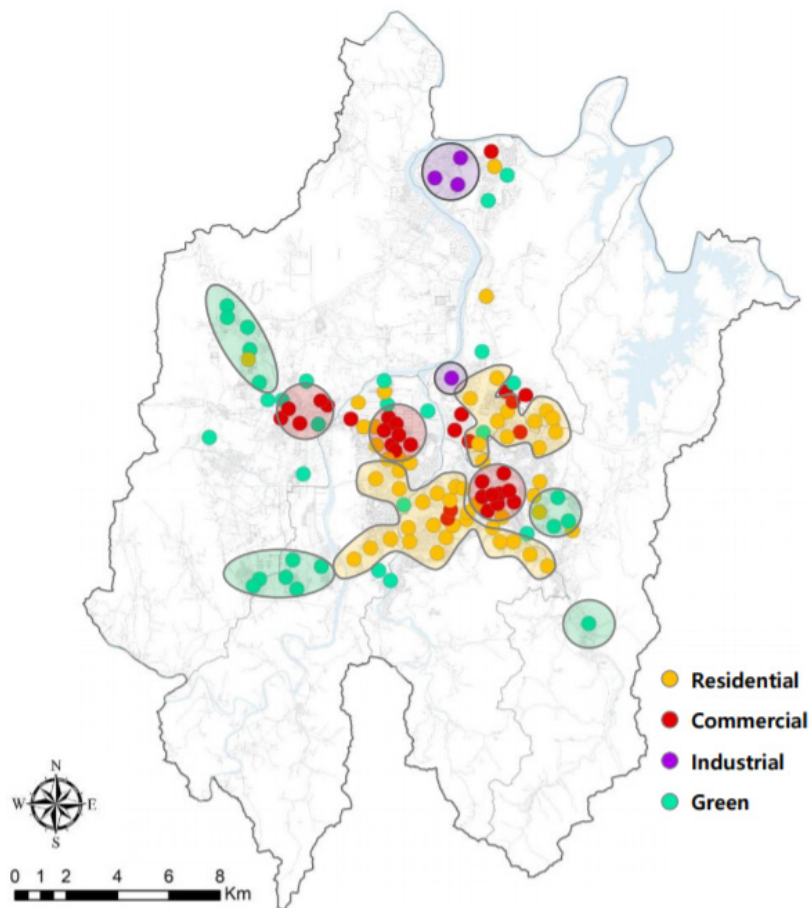 Residential
Commercial
Industrial
Green
N
W E
S
0 1 2 4 6 8
Km